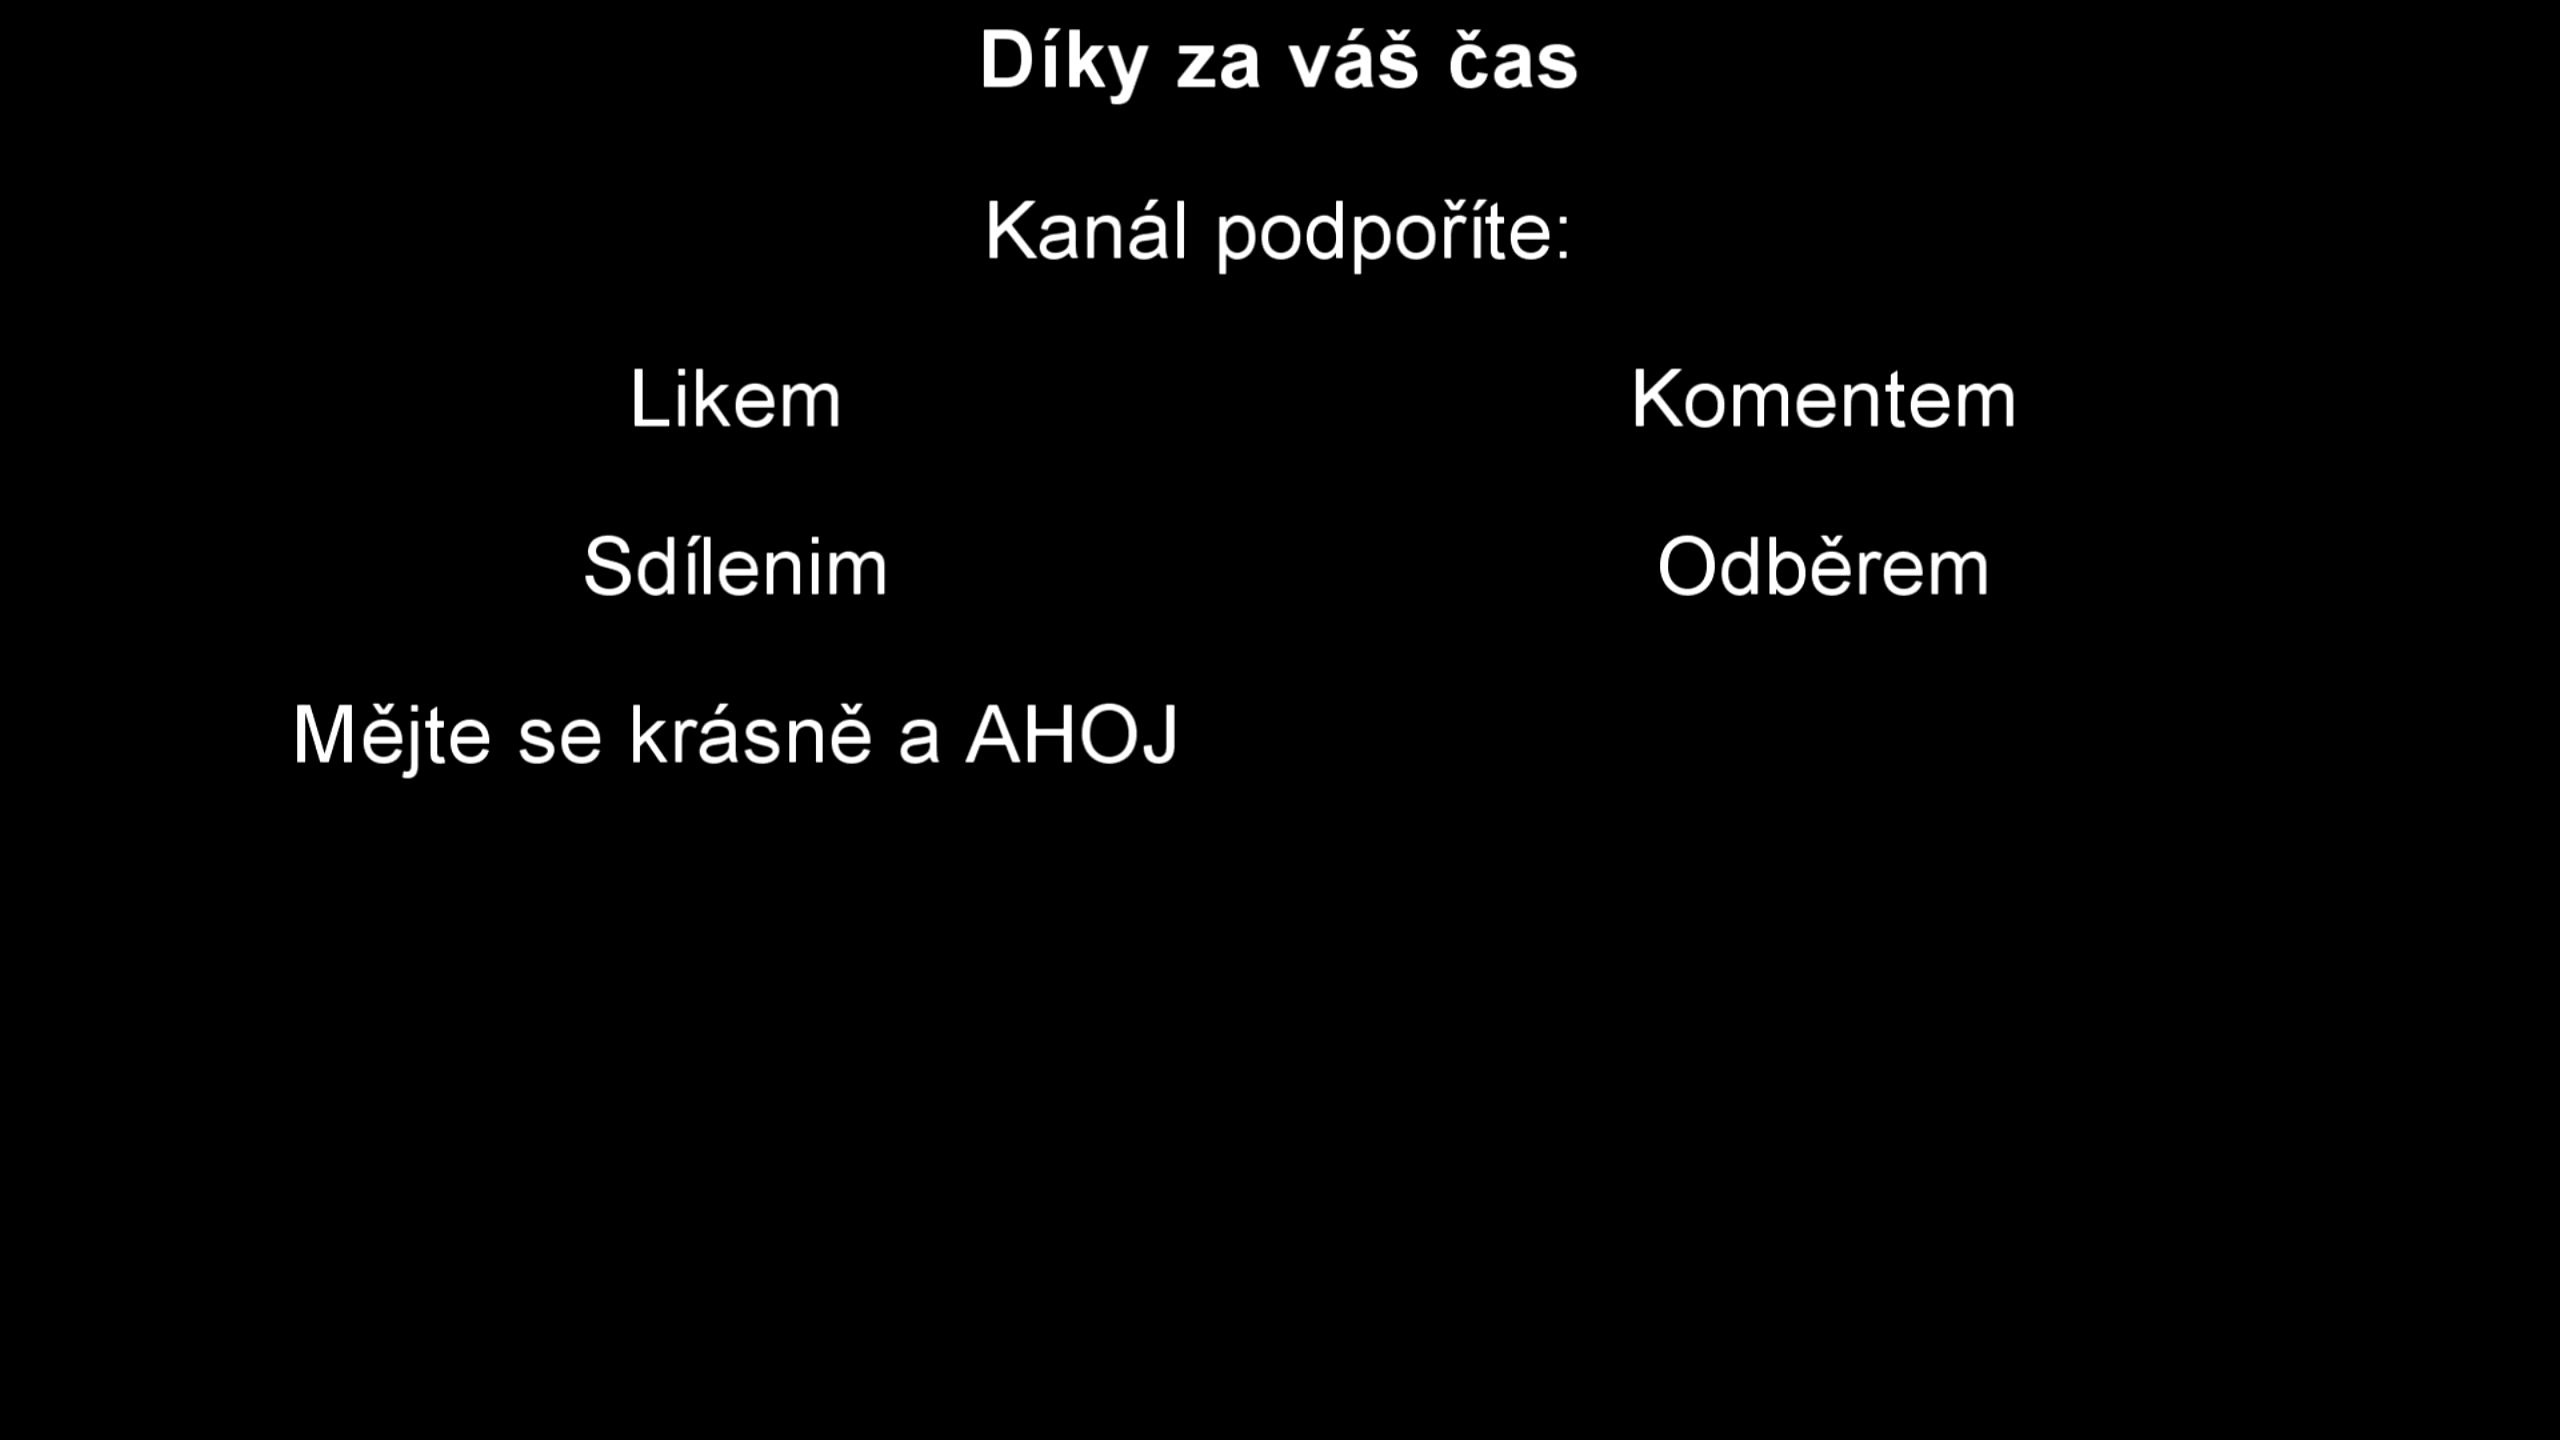 Díky za váš čas
Kanál podpoříte:
Likem Komentem
Sdílenim Odběrem
Mějte se krásně a AHOJ